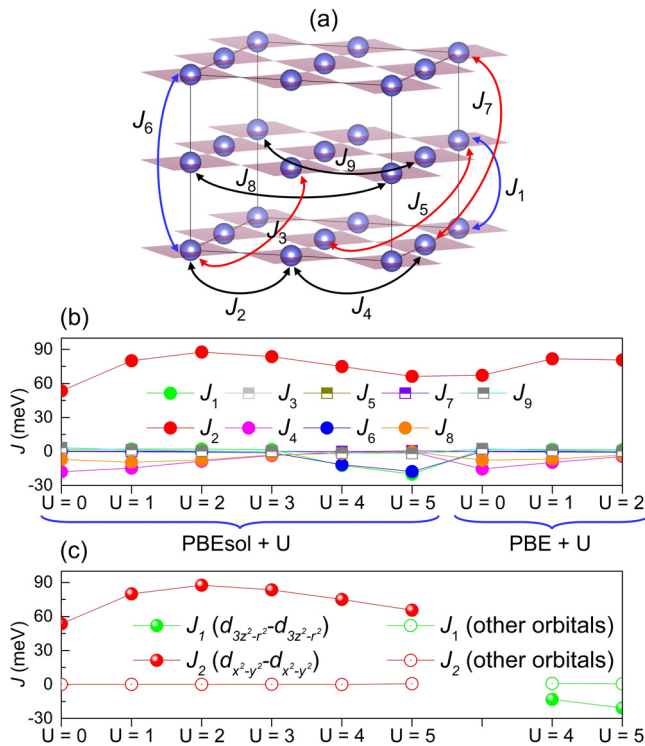 (a)
J6
J7
J9
J8
J5
J1
J3
J2
J4
(b)
J (meV)
90
60
30
0
-30
J1 J3 J5 J7 J9
J2 J4 J6 J8
U = 0 U = 1 U = 2 U = 3 U = 4 U = 5 U = 0 U = 1 U = 2
PBEsol + U PBE + U
(c)
J (meV)
90
60
30
0
-30
J1 (d3z²-r²-d3z²-r²) J1 (other orbitals)
J2 (dx²-y²-dx²-y²) J2 (other orbitals)
U = 0 U = 1 U = 2 U = 3 U = 4 U = 5 U = 4 U = 5